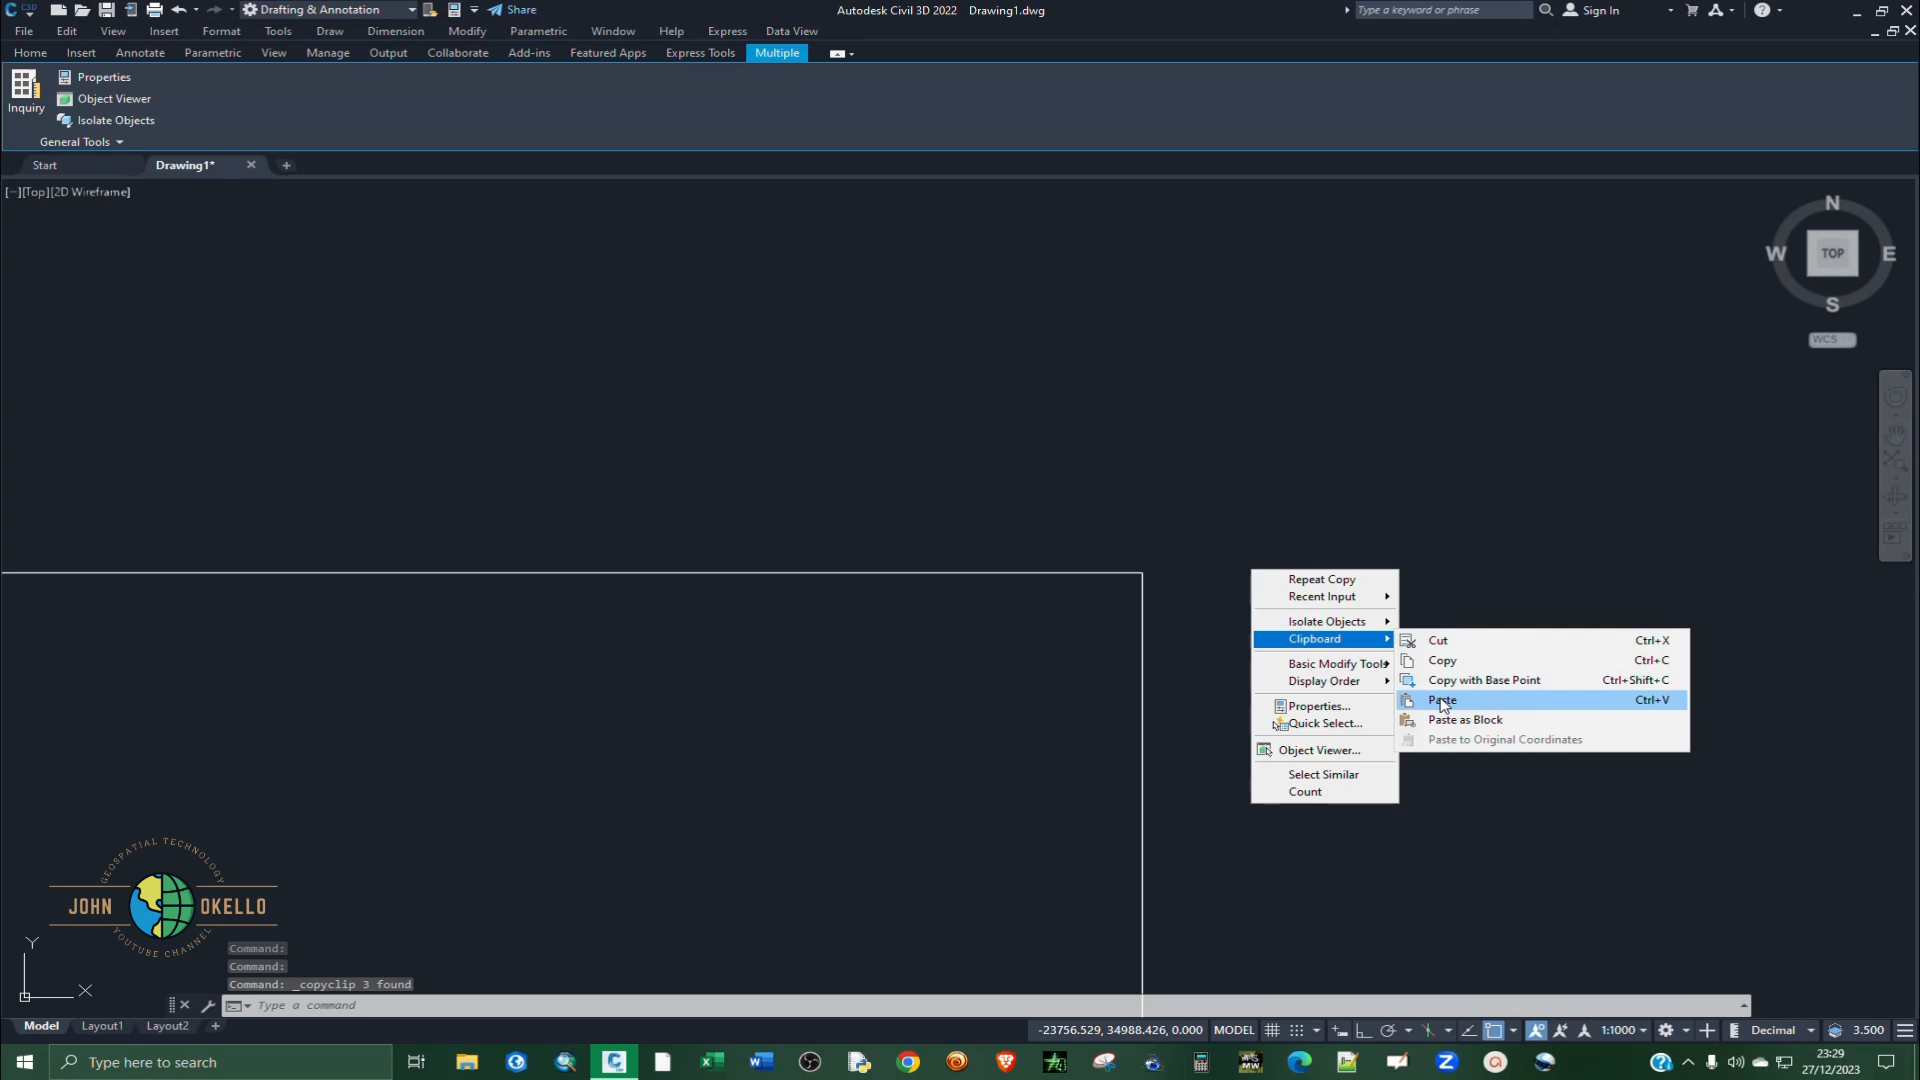 C3D Drafting & Annotation Share Autodesk Civil 3D 2022 Drawing1.dwg Type a keyword or phrase Sign In
File Edit View Insert Format Tools Draw Dimension Modify Parametric Window Help Express Data View
Home Insert Annotate Parametric View Manage Output Collaborate Add-ins Featured Apps Express Tools Multiple
Properties
Object Viewer
Inquiry
Isolate Objects
General Tools
Start Drawing1*
[−][Top][2D Wireframe]
N
W TOP E
S
WCS
Repeat Copy
Recent Input
Isolate Objects
Clipboard
Basic Modify Tools
Display Order
Properties...
Quick Select...
Object Viewer...
Select Similar
Count
Cut Ctrl+X
Copy Ctrl+C
Copy with Base Point Ctrl+Shift+C
Paste Ctrl+V
Paste as Block
Paste to Original Coordinates
GEOSPATIAL TECHNOLOGY
JOHN OKELLO
YOUTUBE CHANNEL
Y
X
Command:
Command:
Command: _copyclip 3 found
Type a command
Model Layout1 Layout2 + -23756.529, 34988.426, 0.000 MODEL 1:1000 Decimal 3.500
Type here to search 23:29
27/12/2023